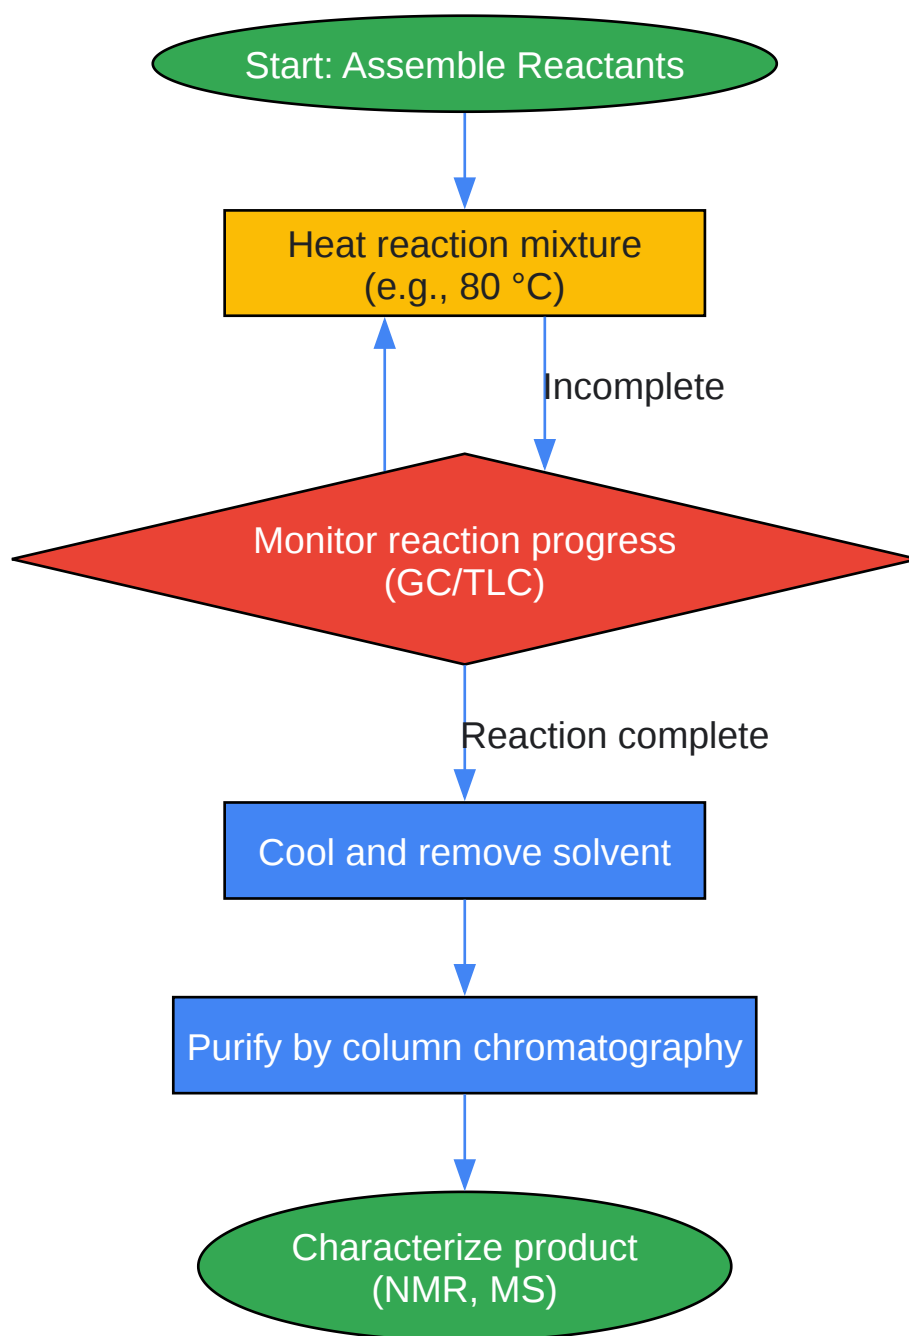 Start: Assemble Reactants
Heat reaction mixture
(e.g., 80 °C)
Incomplete
Monitor reaction progress
(GC/TLC)
Reaction complete
Cool and remove solvent
Purify by column chromatography
Characterize product
(NMR, MS)